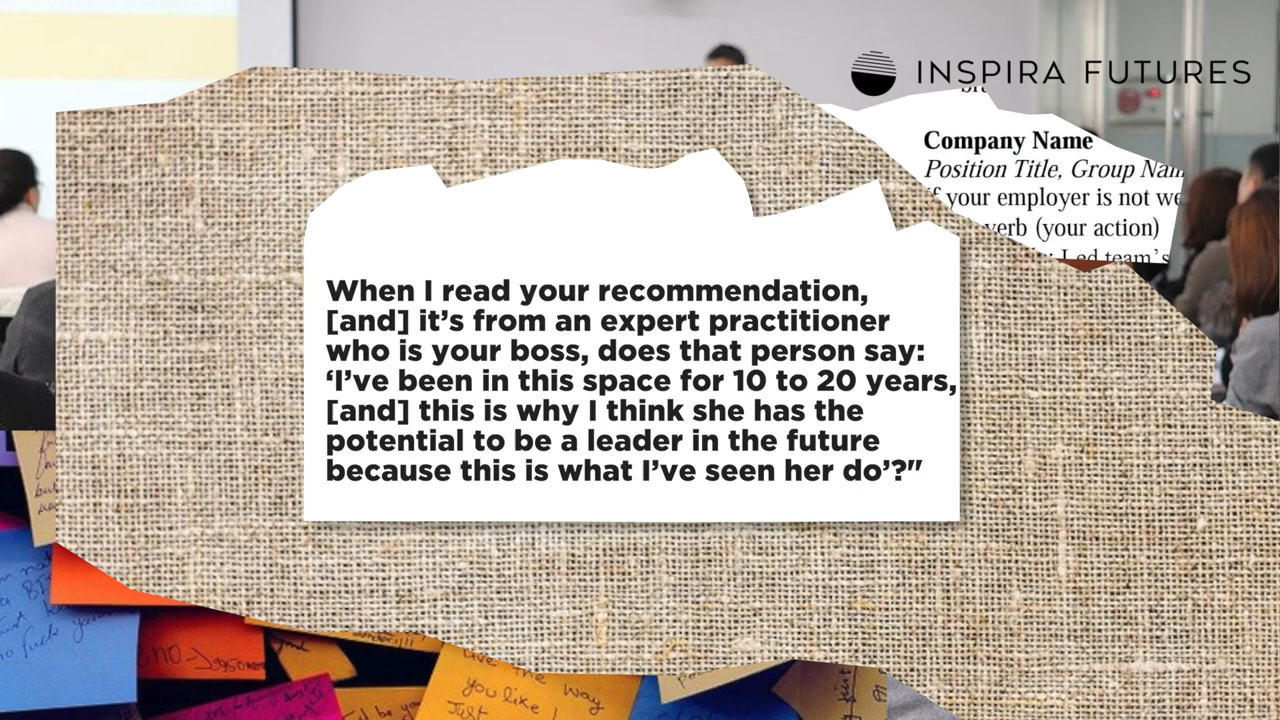 INSPIRA FUTURES
Company Name
Position Title, Group
your employer is not
verb (your action)
Led team's
When I read your recommendation,
[and] it’s from an expert practitioner
who is your boss, does that person say:
‘I’ve been in this space for 10 to 20 years,
[and] this is why I think she has the
potential to be a leader in the future
because this is what I’ve seen her do’?"
you like
Just